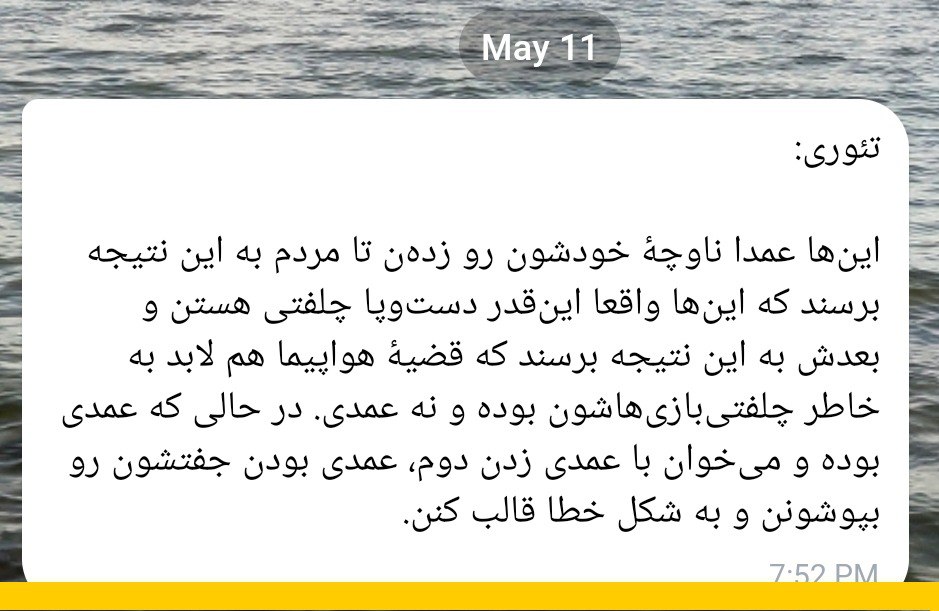 May 11
تئوری:
این‌ها عمدا ناوچهٔ خودشون رو زده‌ن تا مردم به این نتیجه
برسند که این‌ها واقعا این‌قدر دست‌وپا چلفتی هستن و
بعدش به این نتیجه برسند که قضیهٔ هواپیما هم لابد به
خاطر چلفتی‌بازی‌هاشون بوده و نه عمدی. در حالی که عمدی
بوده و می‌خوان با عمدی زدن دوم، عمدی بودن جفتشون رو
بپوشونن و به شکل خطا قالب کنن.
7:52 PM